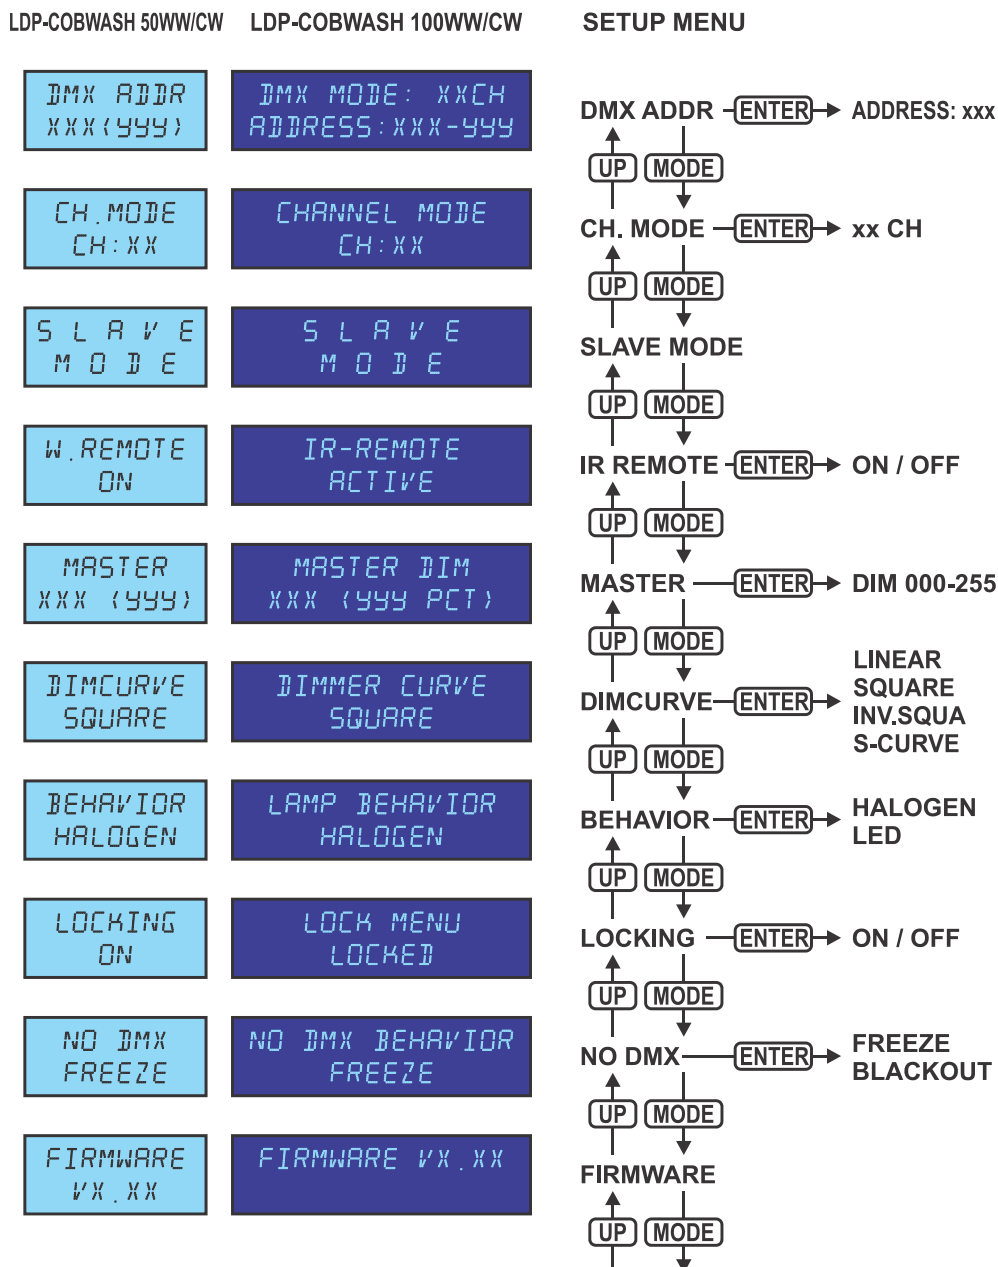 LDP-COBWASH 50WW/CW LDP-COBWASH 100WW/CW SETUP MENU
DMX ADDR
XXX(yyy)
DMX MODE: XXCH
ADDRESS:XXX-yyy
DMX ADDR ENTER ADDRESS: xxx
UP MODE
CH.MODE
CH:XX
CHANNEL MODE
CH:XX
CH. MODE ENTER xx CH
UP MODE
S L A V E
M O D E
S L A V E
M O D E
SLAVE MODE
UP MODE
W.REMOTE
ON
IR-REMOTE
ACTIVE
IR REMOTE ENTER ON / OFF
UP MODE
MASTER
XXX (yyy)
MASTER DIM
XXX (yyy PCT)
MASTER ENTER DIM 000-255
UP MODE
DIMCURVE
SQUARE
DIMMER CURVE
SQUARE
DIMCURVE ENTER
LINEAR
SQUARE
INV.SQUA
S-CURVE
UP MODE
BEHAVIOR
HALOGEN
LAMP BEHAVIOR
HALOGEN
BEHAVIOR ENTER
HALOGEN
LED
UP MODE
LOCKING
ON
LOCK MENU
LOCKED
LOCKING ENTER ON / OFF
UP MODE
NO DMX
FREEZE
NO DMX BEHAVIOR
FREEZE
NO DMX ENTER
FREEZE
BLACKOUT
UP MODE
FIRMWARE
VX.XX
FIRMWARE VX.XX
FIRMWARE
UP MODE